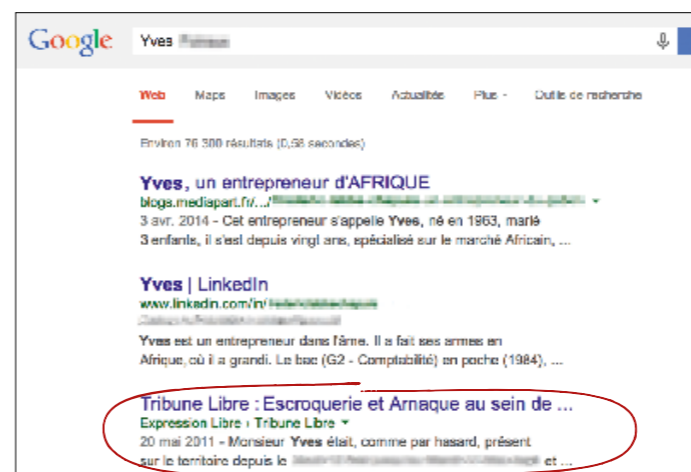 Google Yves
Web Maps Images Vidéos Actualités Plus Outils de recherche
Environ 76 300 résultats (0,58 secondes)
Yves, un entrepreneur d'AFRIQUE
blogs.mediapart.fr/.../
3 avr. 2014 - Cet entrepreneur s'appelle Yves, né en 1963, marié
3 enfants, il s'est depuis vingt ans, spécialisé sur le marché Africain, ...
Yves | LinkedIn
www.linkedin.com/in/
Yves est un entrepreneur dans l'âme. Il a fait ses armes en
Afrique, où il a grandi. Le bac (G2 - Comptabilité) en poche (1984), ...
Tribune Libre : Escroquerie et Arnaque au sein de ...
Expression Libre › Tribune Libre
20 mai 2011 - Monsieur Yves était, comme par hasard, présent
sur le territoire depuis le et ...